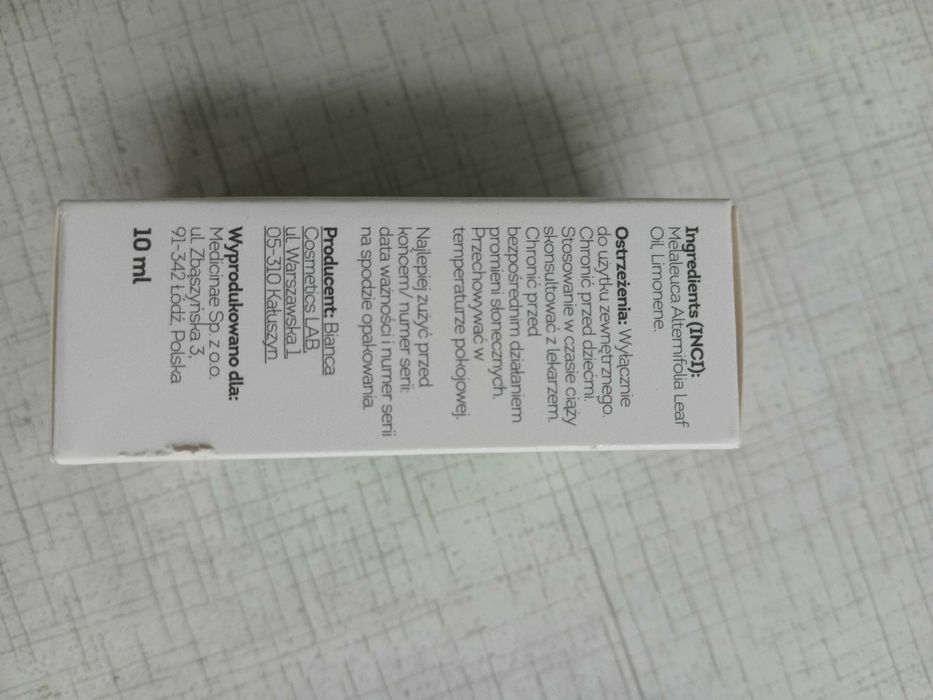 Ingredients (INCI):
Melaleuca Alternifolia Leaf
Oil, Limonene.
Ostrzeżenia: Wyłącznie
do użytku zewnętrznego.
Chronić przed dziećmi.
Stosowanie w czasie ciąży
skonsultować z lekarzem.
Chronić przed
bezpośrednim działaniem
promieni słonecznych.
Przechowywać w
temperaturze pokojowej.
Najlepiej zużyć przed
koncem/ numer serii:
data ważności i numer serii
na spodzie opakowania.
Producent: Bianca
Cosmetics LAB,
ul. Warszawska 1,
05-310 Kałuszyn
Wyprodukowano dla:
Medicinae Sp. z o.o.
ul. Zbąszyńska 3,
91-342 Łódź, Polska
10 ml